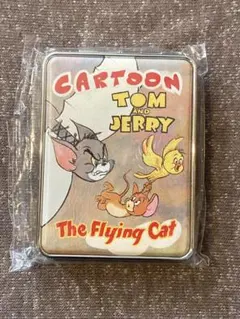 CARTOON
TOM
AND
JERRY
The Flying Cat